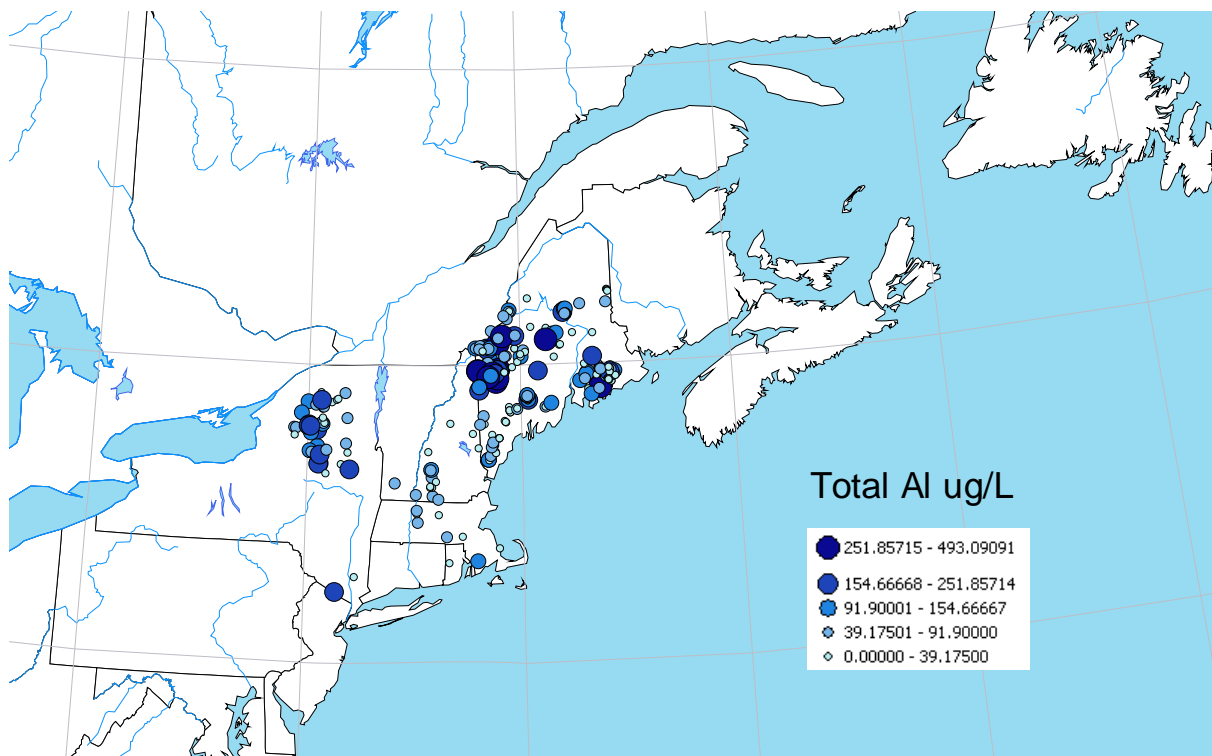 Total Al ug/L
251.85715 - 493.09091
154.66668 - 251.85714
91.90001 - 154.66667
39.17501 - 91.90000
0.00000 - 39.17500